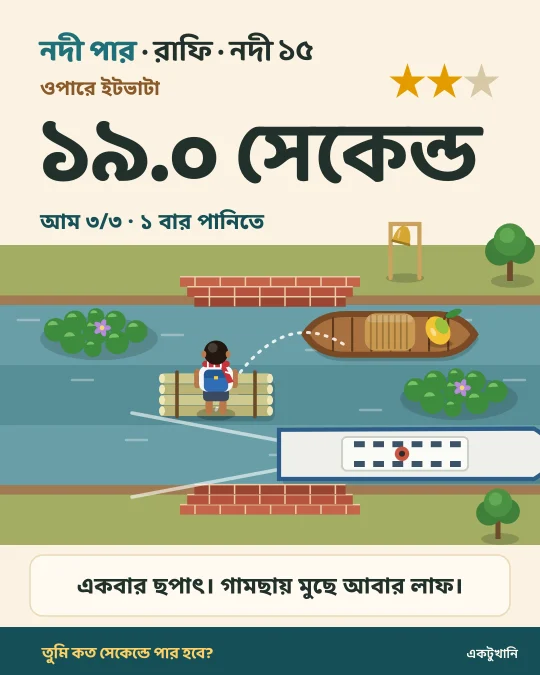 নদী পার · রাফি · নদী ১৫
ওপারে ইটভাটা
১৯.০ সেকেন্ড
আম ৩/৩ · ১ বার পানিতে
একবার ছপাৎ। গামছায় মুছে আবার লাফ।
তুমি কত সেকেন্ডে পার হবে?
একটুখানি